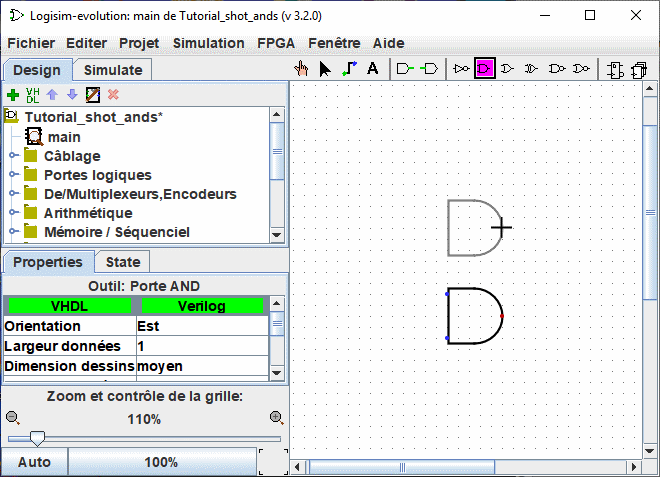 Logisim-evolution: main de Tutorial_shot_ands (v 3.2.0)
Fichier Editer Projet Simulation FPGA Fenêtre Aide
Design Simulate
A
VH
DL
Tutorial_shot_ands*
main
Câblage
Portes logiques
De/Multiplexeurs,Encodeurs
Arithmétique
Mémoire / Séquenciel
Properties State
Outil: Porte AND
VHDL Verilog
Orientation Est
Largeur données 1
Dimension dessins moyen
Zoom et contrôle de la grille:
110%
Auto 100%